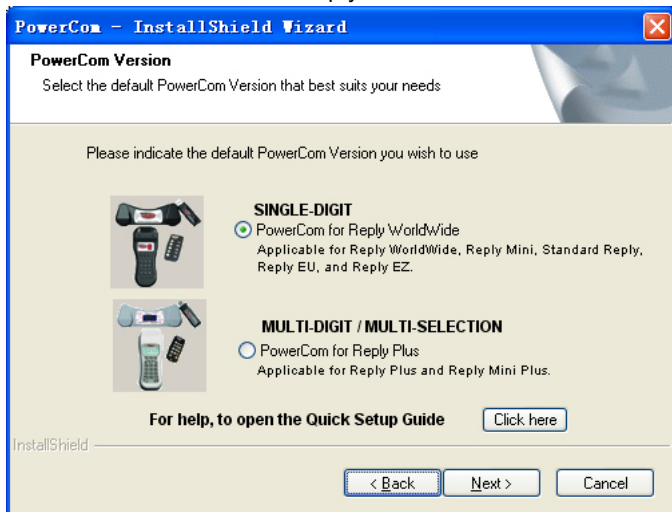 PowerCom - InstallShield Wizard
PowerCom Version
Select the default PowerCom Version that best suits your needs
Please indicate the default PowerCom Version you wish to use
SINGLE-DIGIT
PowerCom for Reply WorldWide
Applicable for Reply WorldWide, Reply Mini, Standard Reply,
Reply EU, and Reply EZ.
MULTI-DIGIT / MULTI-SELECTION
PowerCom for Reply Plus
Applicable for Reply Plus and Reply Mini Plus.
For help, to open the Quick Setup Guide Click here
InstallShield
< Back Next > Cancel